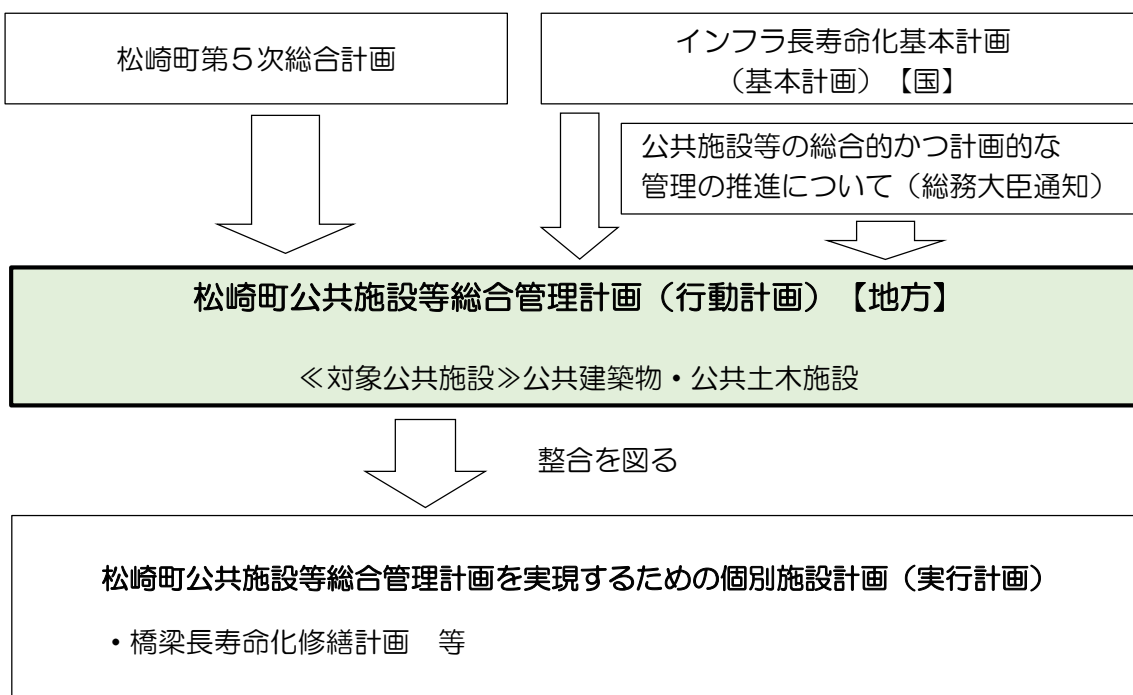 松崎町第５次総合計画
インフラ長寿命化基本計画
（基本計画）【国】
公共施設等の総合的かつ計画的な
管理の推進について（総務大臣通知）
松崎町公共施設等総合管理計画（行動計画）【地方】
≪対象公共施設≫公共建築物・公共土木施設
整合を図る
松崎町公共施設等総合管理計画を実現するための個別施設計画（実行計画）
・橋梁長寿命化修繕計画　等